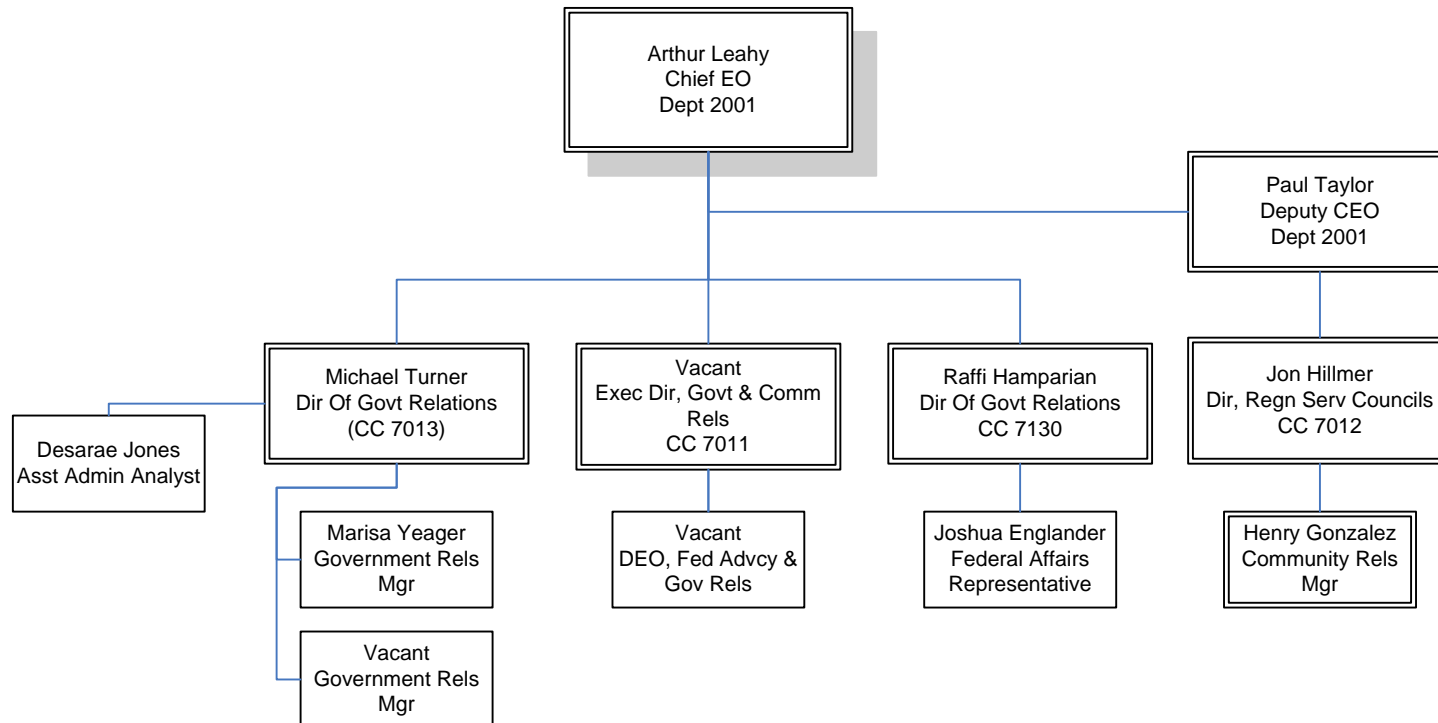 Arthur Leahy
Chief EO
Dept 2001
Paul Taylor
Deputy CEO
Dept 2001
Michael Turner
Dir Of Govt Relations
(CC 7013)
Vacant
Exec Dir, Govt & Comm
Rels
CC 7011
Raffi Hamparian
Dir Of Govt Relations
CC 7130
Jon Hillmer
Dir, Regn Serv Councils
CC 7012
Desarae Jones
Asst Admin Analyst
Marisa Yeager
Government Rels
Mgr
Vacant
DEO, Fed Advcy &
Gov Rels
Joshua Englander
Federal Affairs
Representative
Henry Gonzalez
Community Rels
Mgr
Vacant
Government Rels
Mgr